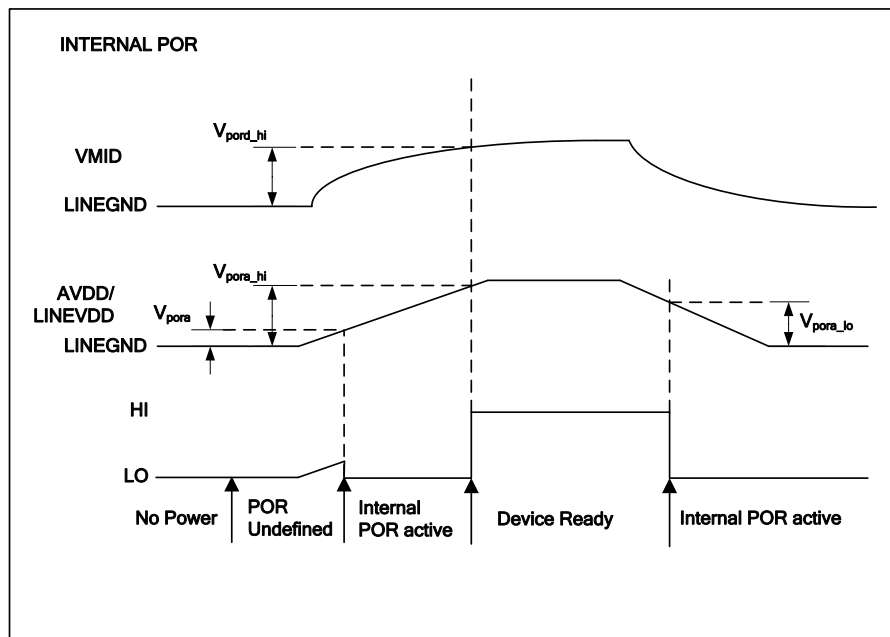 INTERNAL POR
Vpord_hi
VMID
LINEGND
Vpora_hi
AVDD/
LINEVDD
Vpora
LINEGND
Vpora_lo
HI
LO
No Power
POR
Undefined
Internal
POR active
Device Ready
Internal POR active